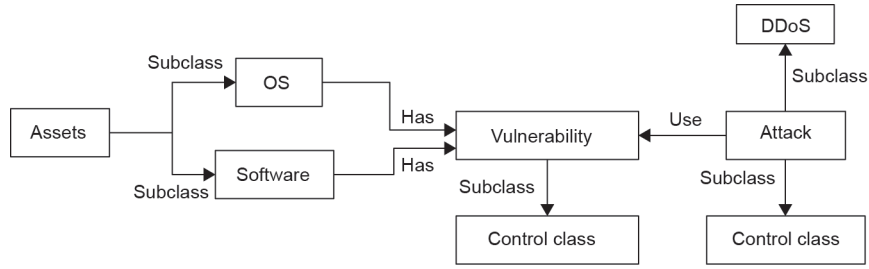 DDoS
Subclass
Subclass
OS
Has
Use
Assets
Vulnerability
Attack
Has
Subclass
Software
Subclass
Subclass
Control class
Control class